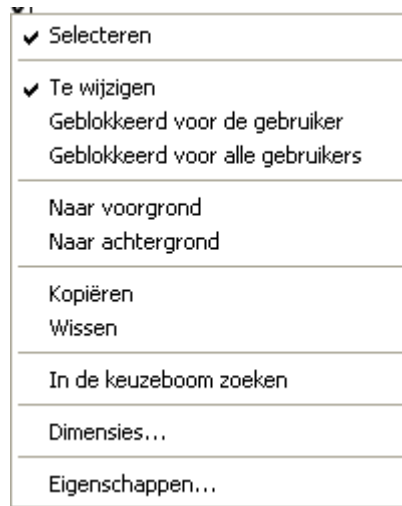 Selecteren
Te wijzigen
Geblokkeerd voor de gebruiker
Geblokkeerd voor alle gebruikers
Naar voorgrond
Naar achtergrond
Kopiëren
Wissen
In de keuzeboom zoeken
Dimensies...
Eigenschappen...